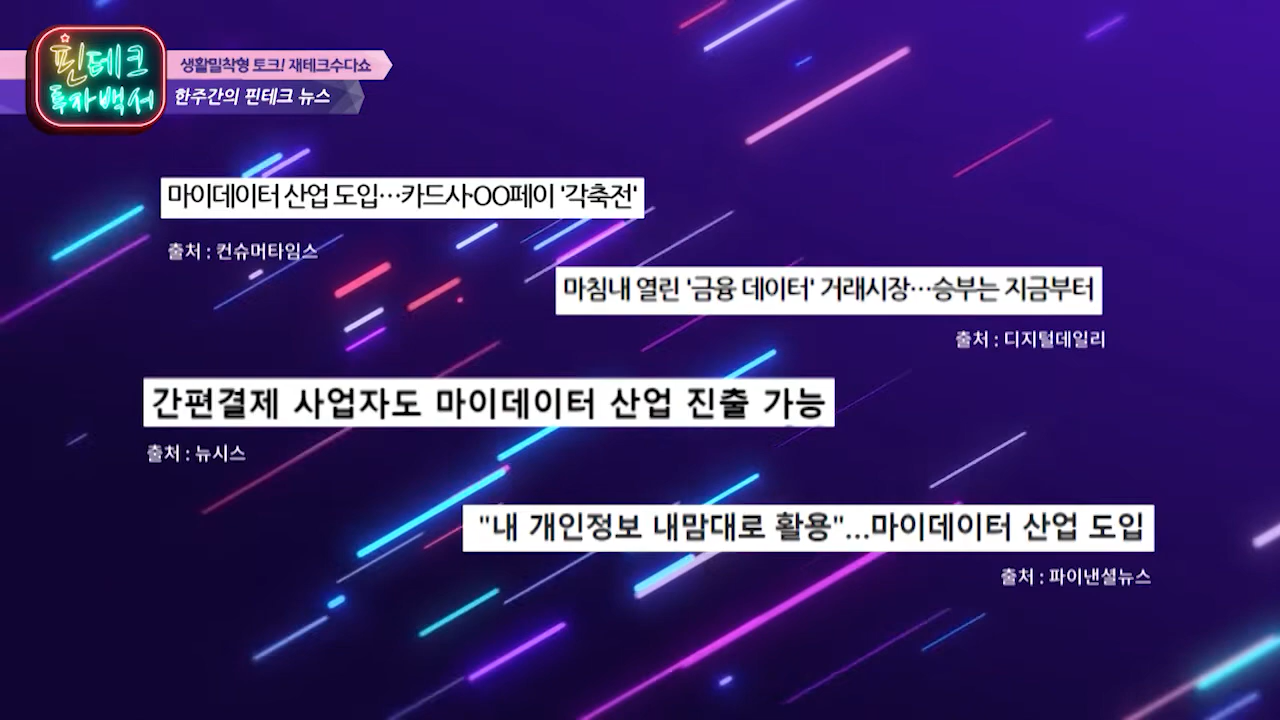 핀테크
투자백서
생활밀착형 토크! 재테크수다쇼
한주간의 핀테크 뉴스
마이데이터 산업 도입…카드사·OO페이 '각축전'
출처 : 컨슈머타임스
마침내 열린 '금융 데이터' 거래시장…승부는 지금부터
출처 : 디지털데일리
간편결제 사업자도 마이데이터 산업 진출 가능
출처 : 뉴시스
"내 개인정보 내맘대로 활용"...마이데이터 산업 도입
출처 : 파이낸셜뉴스